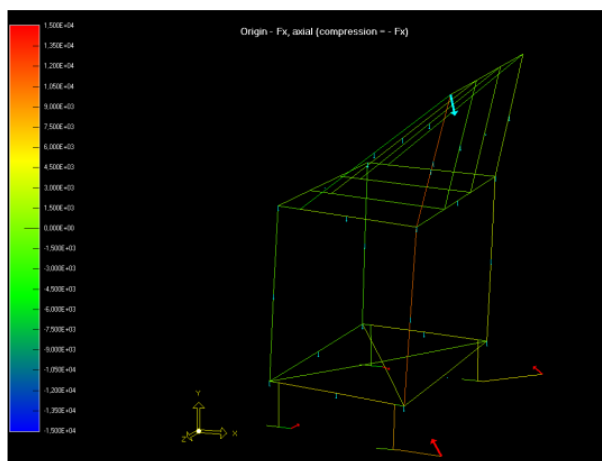 Origin - Fx, axial (compression = - Fx)
1.500E+04
1.350E+04
1.200E+04
1.050E+04
9.000E+03
7.500E+03
6.000E+03
4.500E+03
3.000E+03
1.500E+03
0.000E+00
-1.500E+03
-3.000E+03
-4.500E+03
-6.000E+03
-7.500E+03
-9.000E+03
-1.050E+04
-1.200E+04
-1.350E+04
-1.500E+04
Y
Z
X